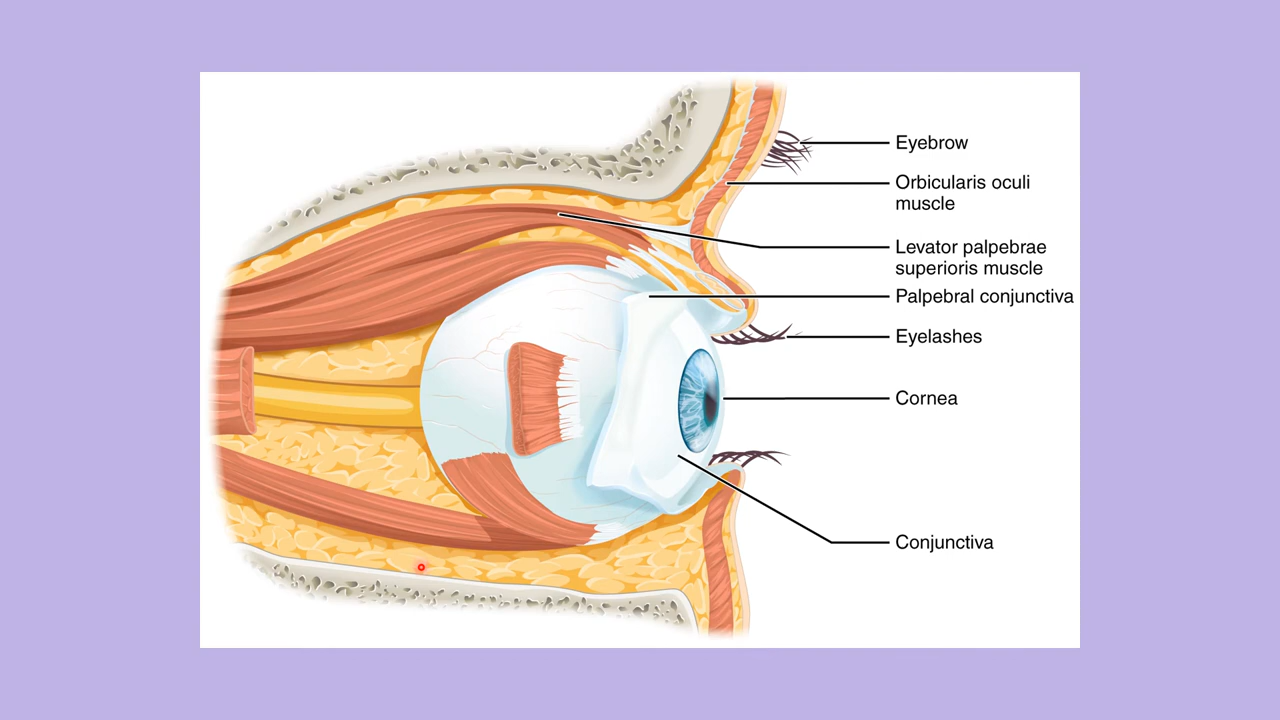 Eyebrow
Orbicularis oculi
muscle
Levator palpebrae
superioris muscle
Palpebral conjunctiva
Eyelashes
Cornea
Conjunctiva